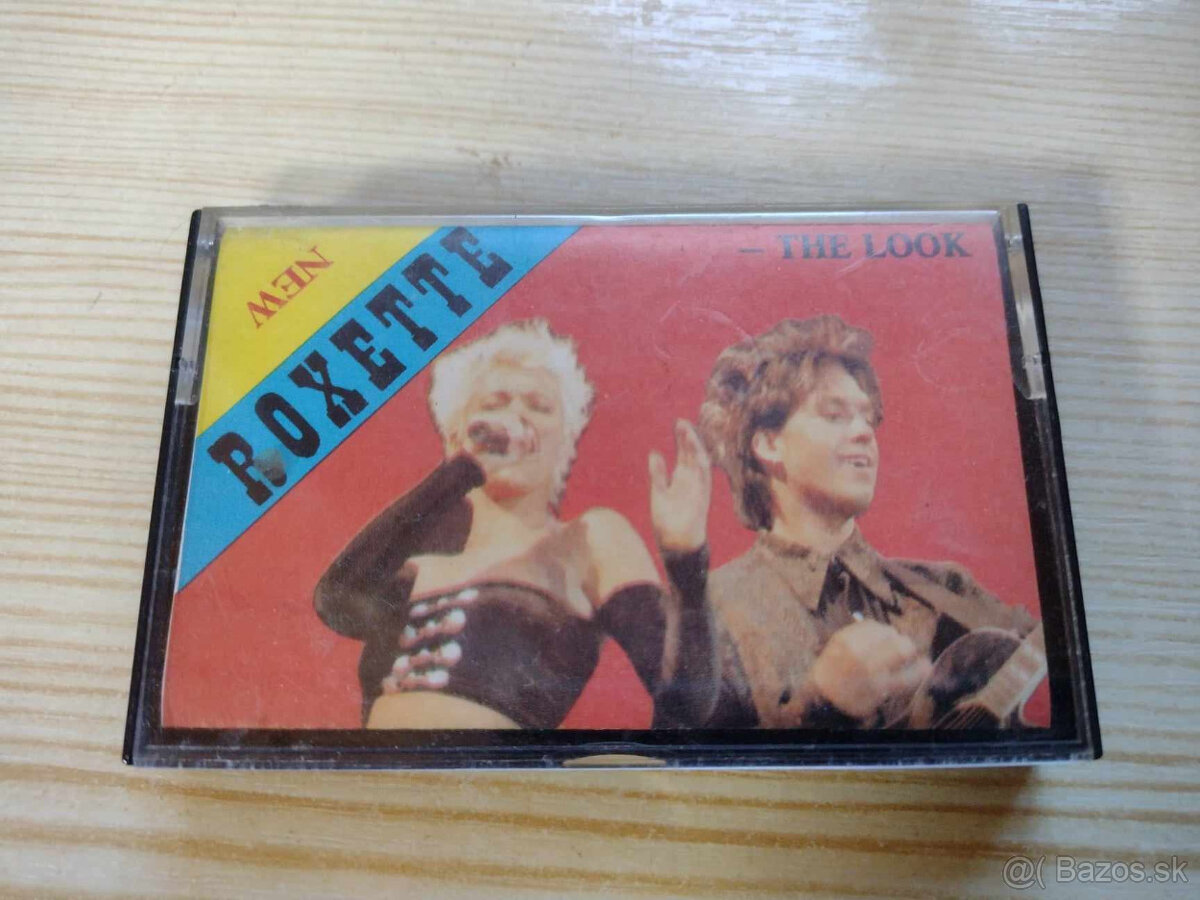 NEW
ROXETTE
– THE LOOK
@( Bazos.sk